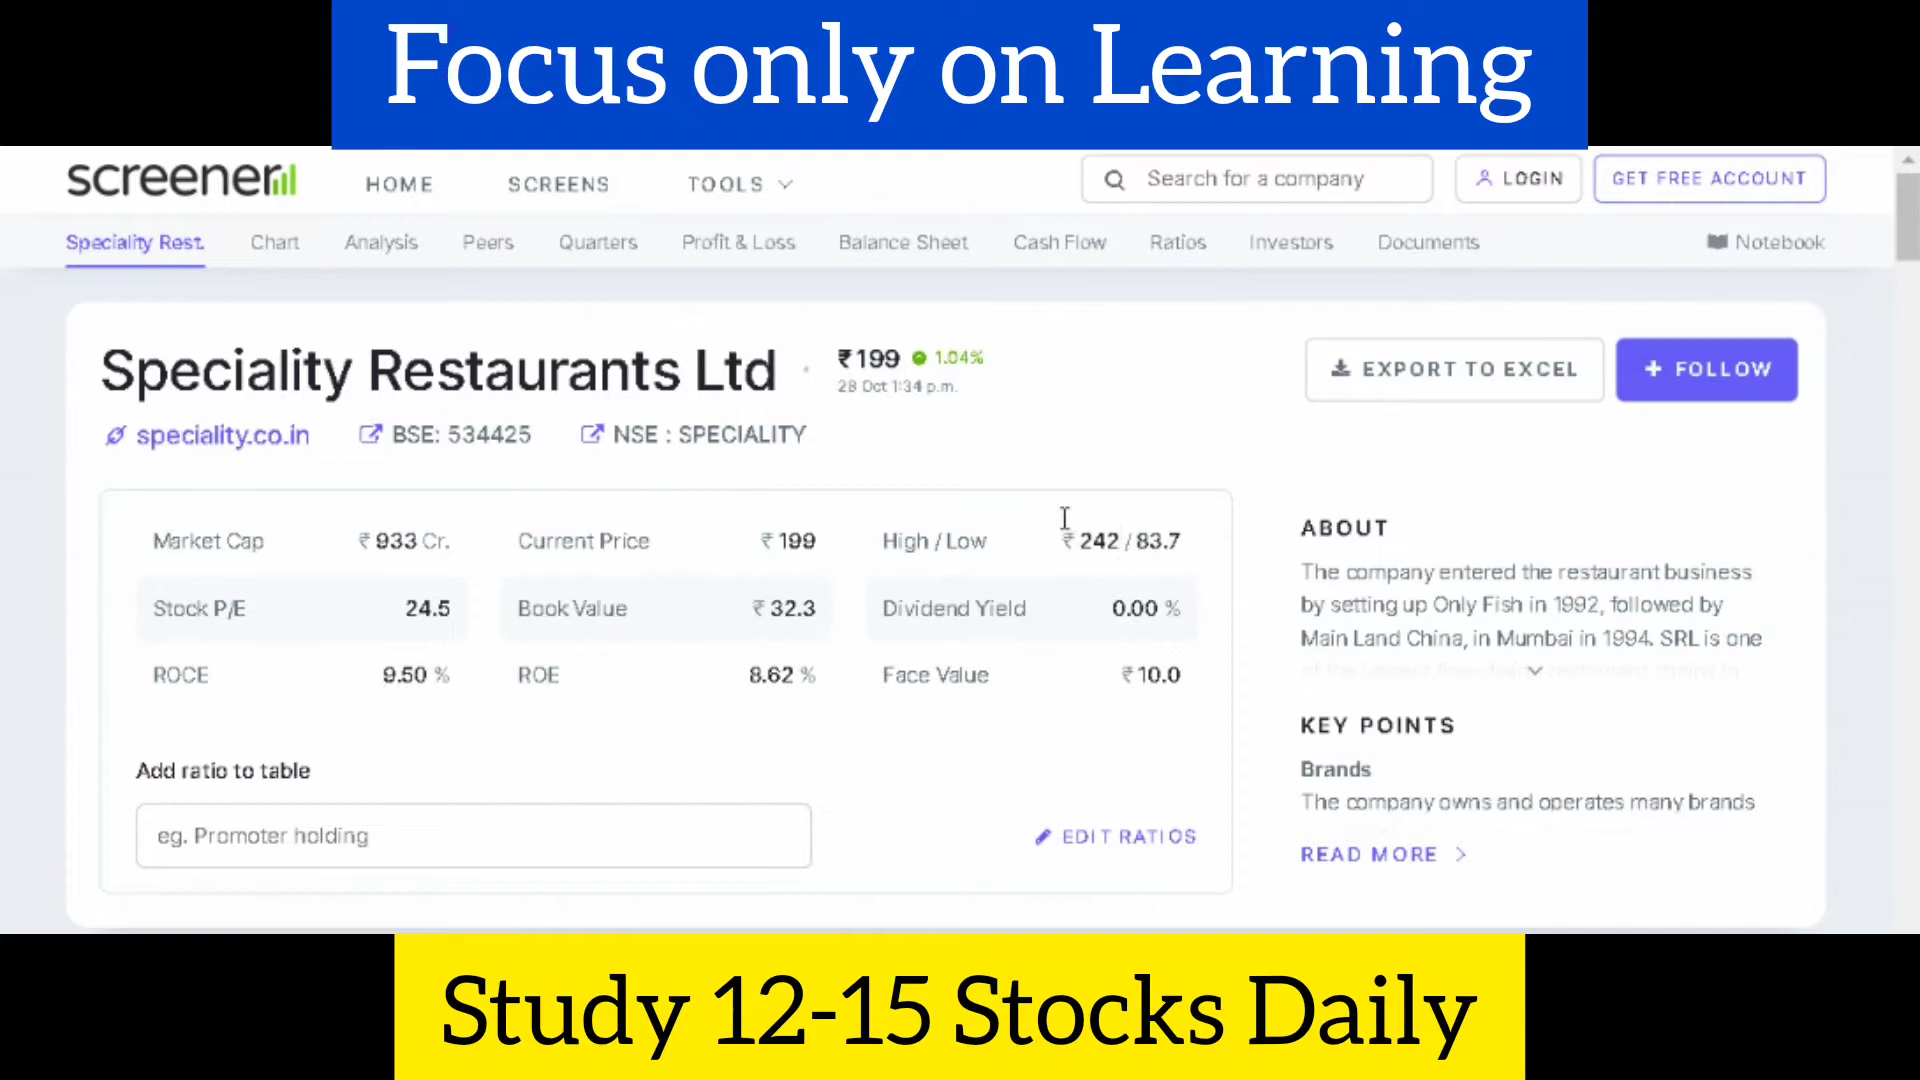 Focus only on Learning
screener
HOME SCREENS TOOLS
Search for a company
LOGIN
GET FREE ACCOUNT
Speciality Rest. Chart Analysis Peers Quarters Profit & Loss Balance Sheet Cash Flow Ratios Investors Documents Notebook
Speciality Restaurants Ltd
₹ 199 1.04%
28 Oct 1:34 p.m.
EXPORT TO EXCEL
+ FOLLOW
speciality.co.in BSE: 534425 NSE : SPECIALITY
Market Cap ₹ 933 Cr. Current Price ₹ 199 High / Low ₹ 242 / 83.7
Stock P/E 24.5 Book Value ₹ 32.3 Dividend Yield 0.00 %
ROCE 9.50 % ROE 8.62 % Face Value ₹ 10.0
Add ratio to table
eg. Promoter holding
EDIT RATIOS
ABOUT
The company entered the restaurant business
by setting up Only Fish in 1992, followed by
Main Land China, in Mumbai in 1994. SRL is one
KEY POINTS
Brands
The company owns and operates many brands
READ MORE
Study 12-15 Stocks Daily